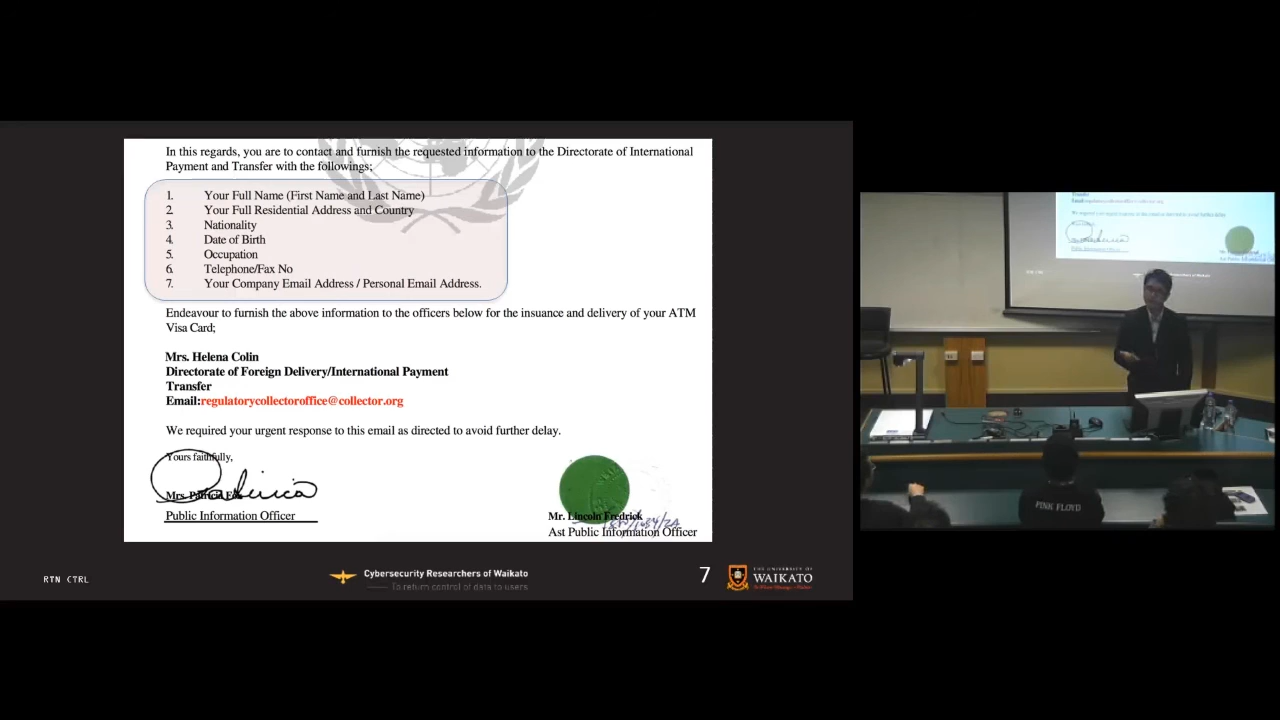 In this regards, you are to contact and furnish the requested information to the Directorate of International
Payment and Transfer with the followings;
1. Your Full Name (First Name and Last Name)
2. Your Full Residential Address and Country
3. Nationality
4. Date of Birth
5. Occupation
6. Telephone/Fax No
7. Your Company Email Address / Personal Email Address.
Endeavour to furnish the above information to the officers below for the insuance and delivery of your ATM
Visa Card;
Mrs. Helena Colin
Directorate of Foreign Delivery/International Payment
Transfer
Email:regulatorycollectoroffice@collector.org
We required your urgent response to this email as directed to avoid further delay.
Yours faithfully,
Mrs. Patricia
Public Information Officer
Mr. Lincoln Fredrick
Ast Public Information Officer
RTN CTRL
Cybersecurity Researchers of Waikato
To return control of data to users
7
THE UNIVERSITY OF
WAIKATO
PINK FLOYD